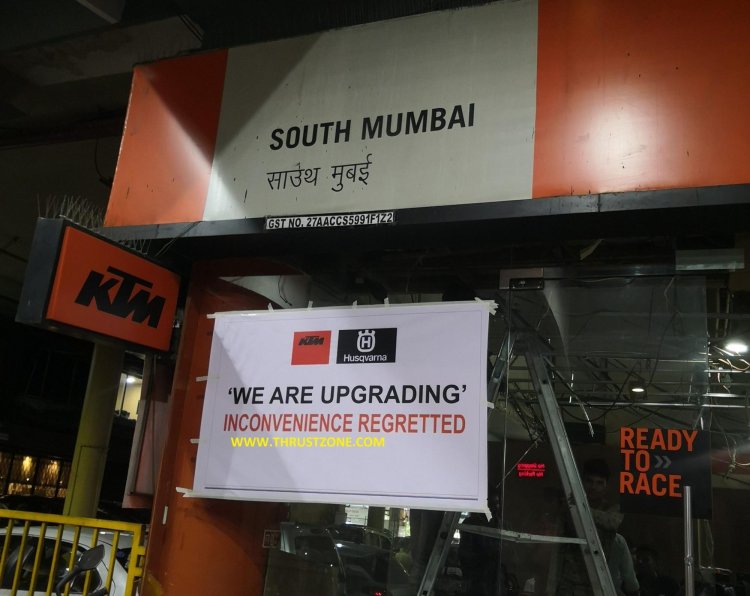 SOUTH MUMBAI
साउथ मुंबई
GST NO. 27AACCS5991F1Z2
KTM
KTM
Husqvarna
‘WE ARE UPGRADING’
INCONVENIENCE REGRETTED
WWW.THRUSTZONE.COM
READY
TO »
RACE